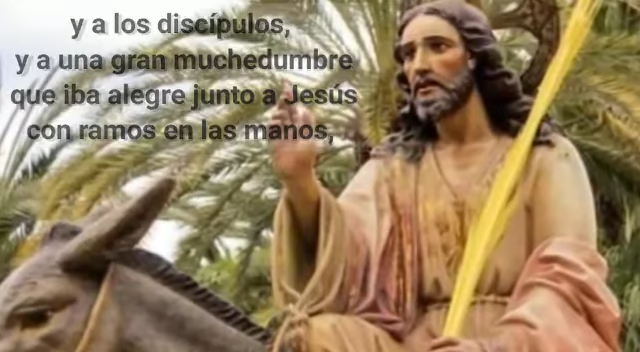 y a los discípulos,
y a una gran muchedumbre
que iba alegre junto a Jesús
con ramos en las manos,